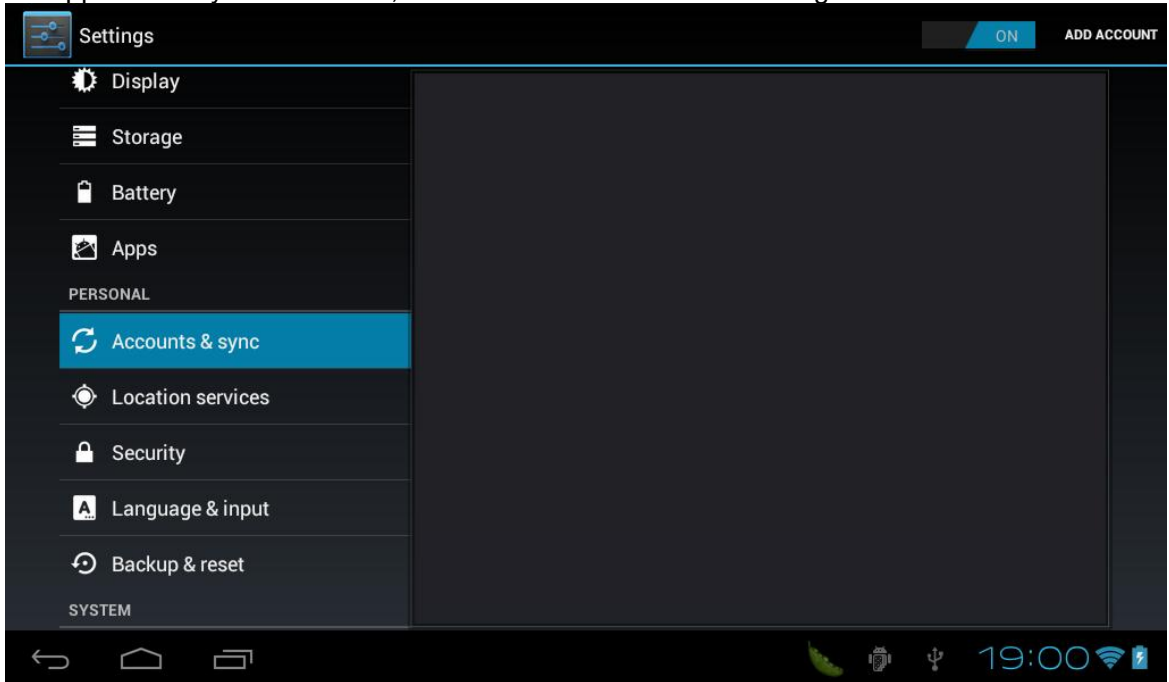 Settings
ON
ADD ACCOUNT
Display
Storage
Battery
Apps
PERSONAL
Accounts & sync
Location services
Security
Language & input
Backup & reset
SYSTEM
19:00